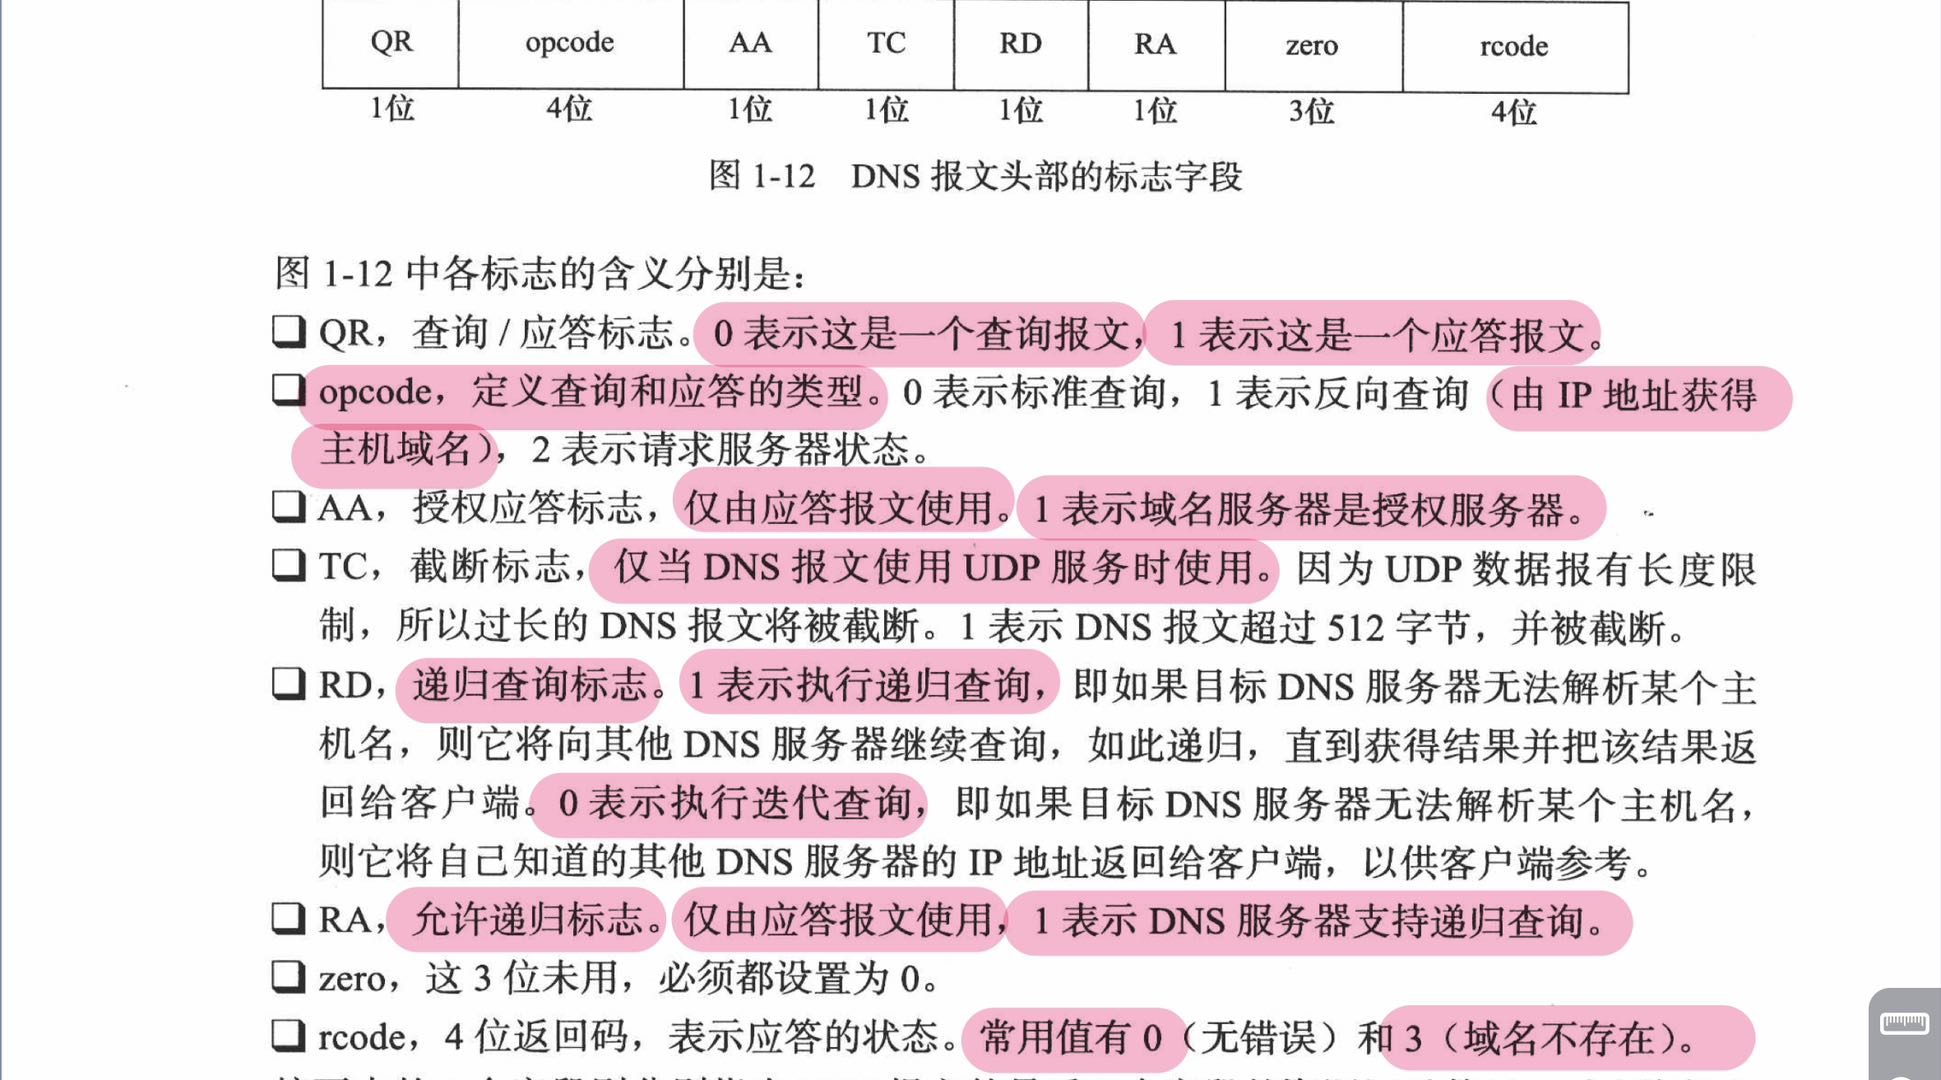 QR opcode AA TC RD RA zero rcode
1位 4位 1位 1位 1位 1位 3位 4位
图 1-12 DNS 报文头部的标志字段
图 1-12 中各标志的含义分别是：
❏ QR，查询 / 应答标志。0 表示这是一个查询报文，1 表示这是一个应答报文。
❏ opcode，定义查询和应答的类型。0 表示标准查询，1 表示反向查询（由 IP 地址获得
主机域名），2 表示请求服务器状态。
❏ AA，授权应答标志，仅由应答报文使用。1 表示域名服务器是授权服务器。
❏ TC，截断标志，仅当 DNS 报文使用 UDP 服务时使用。因为 UDP 数据报有长度限
制，所以过长的 DNS 报文将被截断。1 表示 DNS 报文超过 512 字节，并被截断。
❏ RD，递归查询标志。1 表示执行递归查询，即如果目标 DNS 服务器无法解析某个主
机名，则它将向其他 DNS 服务器继续查询，如此递归，直到获得结果并把该结果返
回给客户端。0 表示执行迭代查询，即如果目标 DNS 服务器无法解析某个主机名，
则它将自己知道的其他 DNS 服务器的 IP 地址返回给客户端，以供客户端参考。
❏ RA，允许递归标志。仅由应答报文使用，1 表示 DNS 服务器支持递归查询。
❏ zero，这 3 位未用，必须都设置为 0。
❏ rcode，4 位返回码，表示应答的状态。常用值有 0（无错误）和 3（域名不存在）。